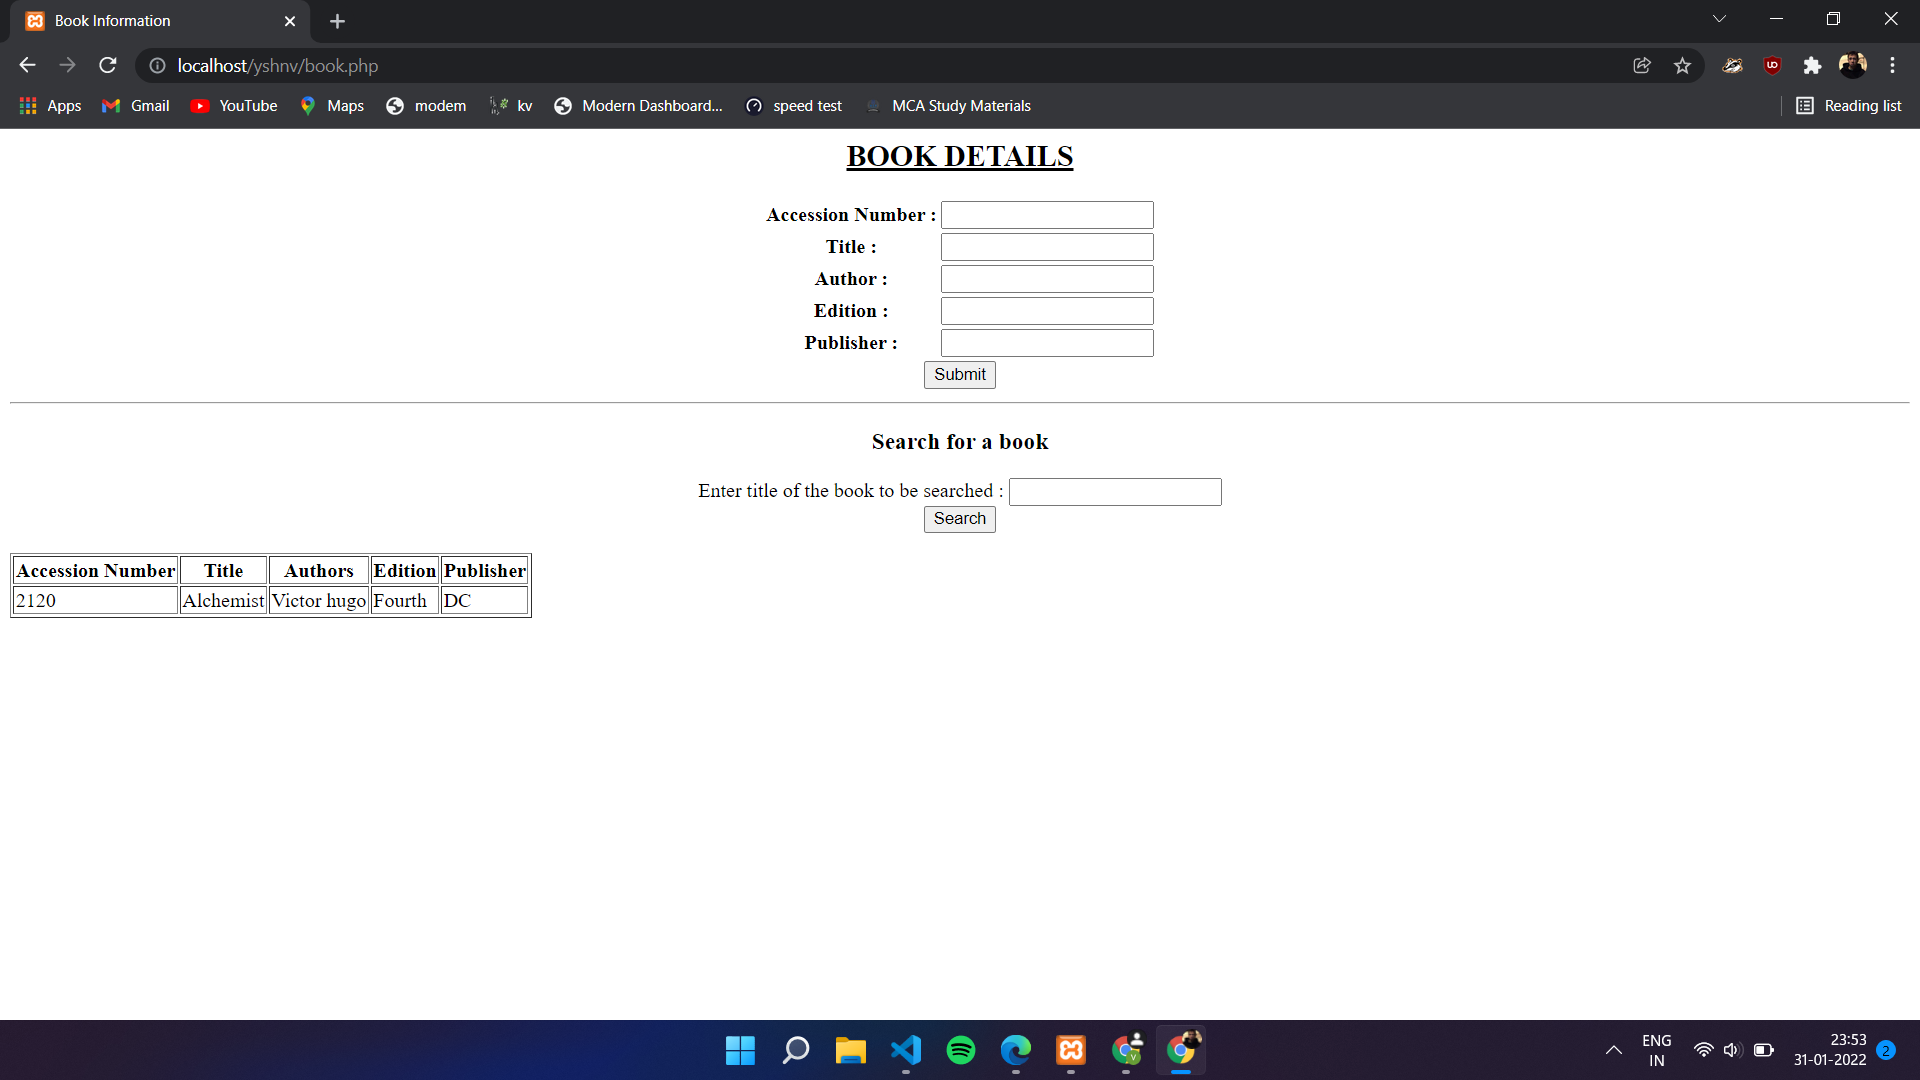 Book Information
localhost/yshnv/book.php
Apps Gmail YouTube Maps modem kv Modern Dashboard... speed test MCA Study Materials Reading list
BOOK DETAILS
Accession Number :
Title :
Author :
Edition :
Publisher :
Submit
Search for a book
Enter title of the book to be searched :
Search
Accession Number Title Authors Edition Publisher
2120 Alchemist Victor hugo Fourth DC
ENG 23:53
IN 31-01-2022 2